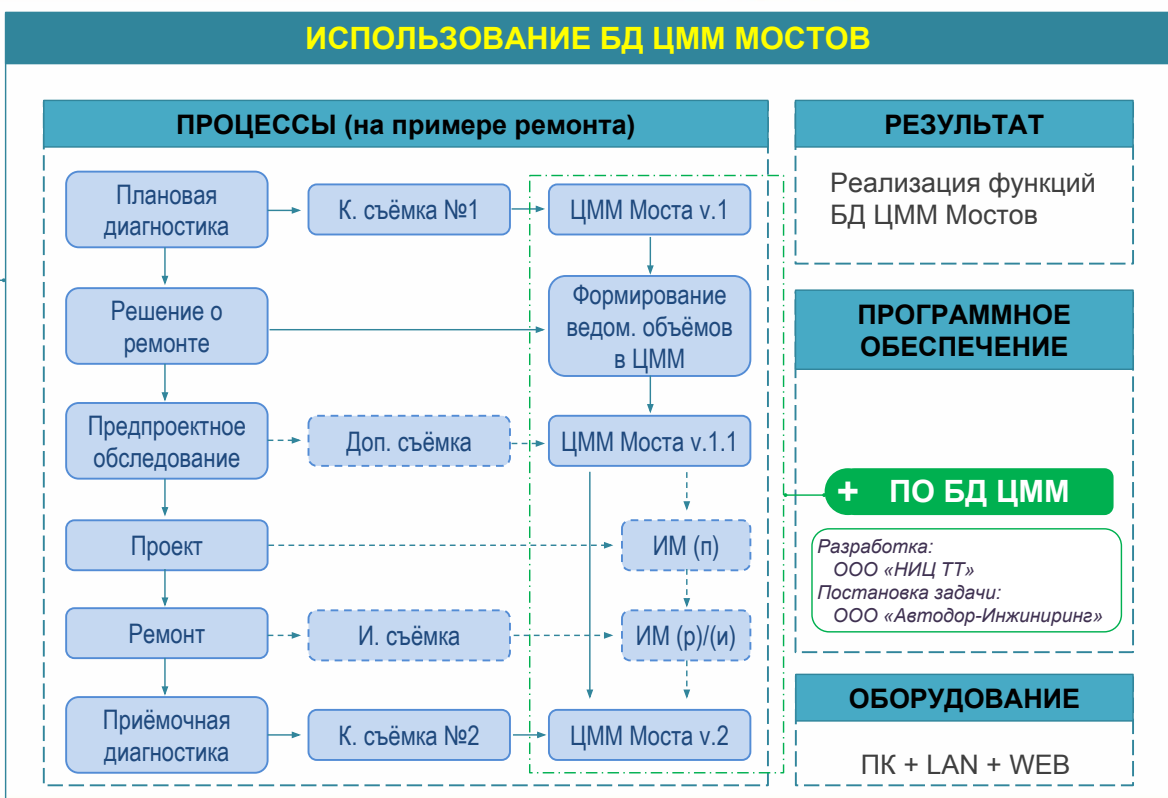 ИСПОЛЬЗОВАНИЕ БД ЦММ МОСТОВ
ПРОЦЕССЫ (на примере ремонта)
Плановая
диагностика
К. съёмка №1
ЦММ Моста v.1
Решение о
ремонте
Формирование
ведом. объёмов
в ЦММ
Предпроектное
обследование
Доп. съёмка
ЦММ Моста v.1.1
Проект
ИМ (п)
Ремонт
И. съёмка
ИМ (р)/(и)
Приёмочная
диагностика
К. съёмка №2
ЦММ Моста v.2
РЕЗУЛЬТАТ
Реализация функций
БД ЦММ Мостов
ПРОГРАММНОЕ
ОБЕСПЕЧЕНИЕ
+ ПО БД ЦММ
Разработка:
ООО «НИЦ ТТ»
Постановка задачи:
ООО «Автодор-Инжиниринг»
ОБОРУДОВАНИЕ
ПК + LAN + WEB